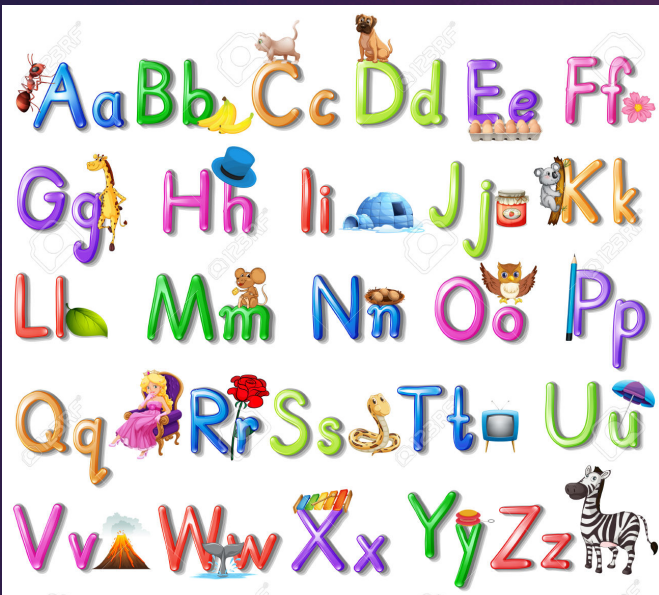 Aa Bb Cc Dd Ee Ff
Gg Hh Ii Jj Kk
Ll Mm Nn Oo Pp
Qq Rr Ss Tt Uu
Vv Ww Xx Yy Zz